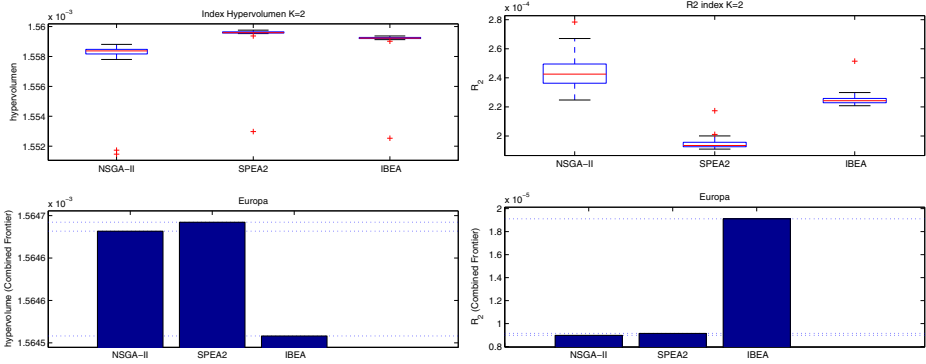 Index Hypervolumen K=2
x 10⁻³
hypervolumen
1.56
1.558
1.556
1.554
1.552
NSGA−II SPEA2 IBEA
R2 index K=2
x 10⁻⁴
R₂
2.8
2.6
2.4
2.2
2
NSGA−II SPEA2 IBEA
Europa
x 10⁻³
hypervolume (Combined Frontier)
1.5647
1.5646
1.5646
1.5645
NSGA−II SPEA2 IBEA
Europa
x 10⁻⁵
R₂ (Combined Frontier)
2
1.8
1.6
1.4
1.2
1
0.8
NSGA−II SPEA2 IBEA